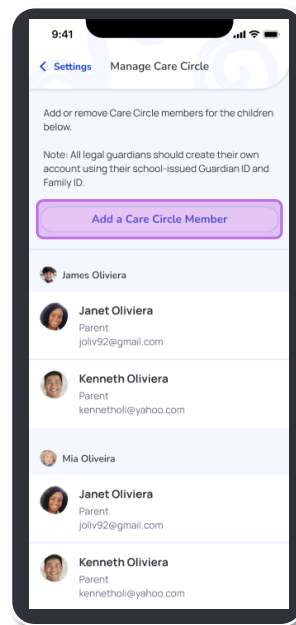 9:41
Settings Manage Care Circle
Add or remove Care Circle members for the children
below.
Note: All legal guardians should create their own
account using their school-issued Guardian ID and
Family ID.
Add a Care Circle Member
James Oliviera
Janet Oliviera
Parent
joliv92@gmail.com
Kenneth Oliviera
Parent
kennetholi@yahoo.com
Mia Oliveira
Janet Oliviera
Parent
joliv92@gmail.com
Kenneth Oliviera
Parent
kennetholi@yahoo.com